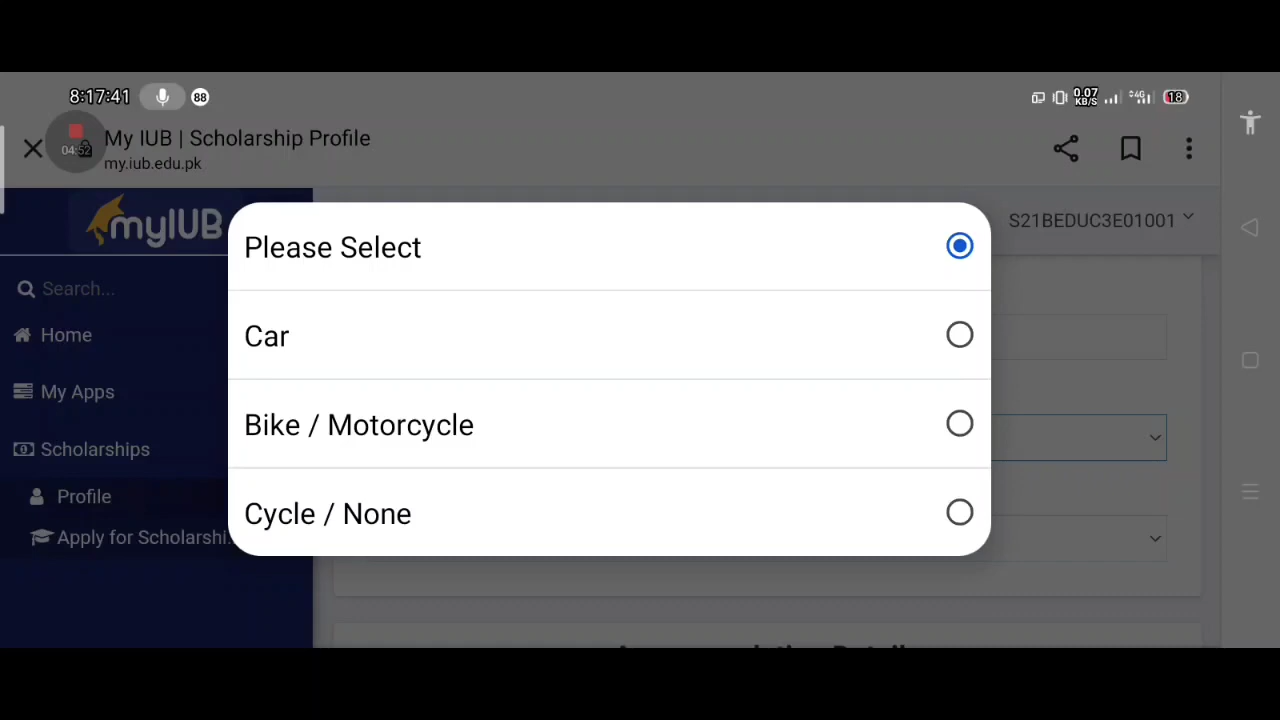 8:17:41
88
0.07
KB/S
4G
18
My IUB | Scholarship Profile
my.iub.edu.pk
04:52
myIUB
S21BEDUC3E01001
Search...
Home
My Apps
Scholarships
Profile
Apply for Scholarshi..
Please Select
Car
Bike / Motorcycle
Cycle / None